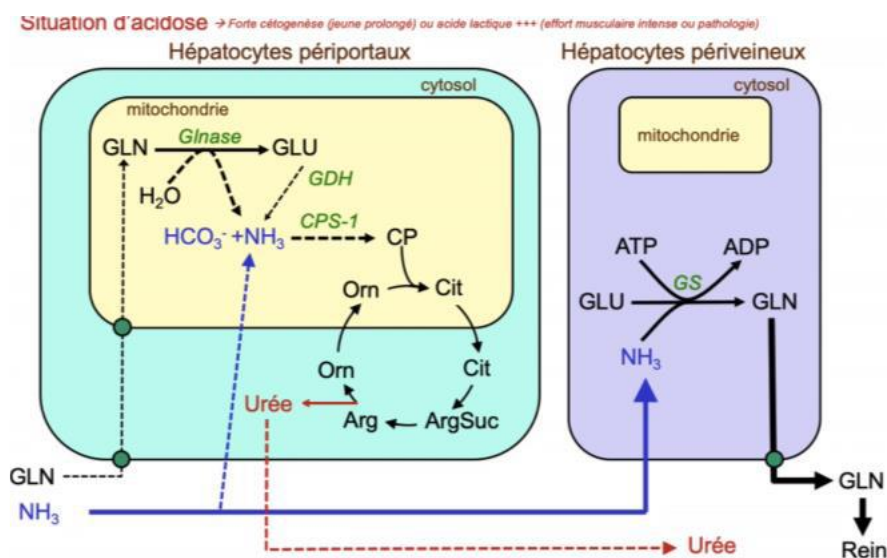 Situation d'acidose → Forte cétogenèse (jeune prolongé) ou acide lactique +++ (effort musculaire intense ou pathologie)
Hépatocytes périportaux
Hépatocytes périveineux
cytosol
cytosol
mitochondrie
mitochondrie
GLN
Glnase
GLU
H₂O
GDH
HCO₃⁻ +NH₃
CPS-1
CP
Orn
Cit
Orn
Cit
Urée
Arg
ArgSuc
ATP
ADP
GS
GLU
GLN
NH₃
GLN
GLN
NH₃
Urée
Rein